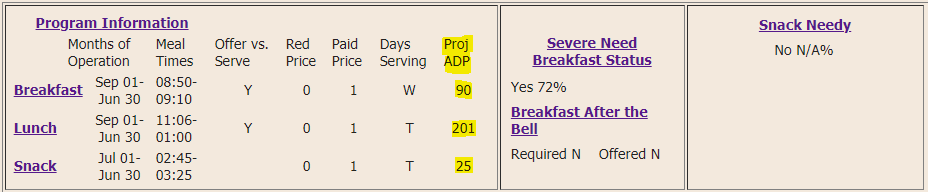 Program Information
Months of Operation Meal Times Offer vs. Serve Red Price Paid Price Days Serving Proj ADP
Breakfast Sep 01-Jun 30 08:50-09:10 Y 0 1 W 90
Lunch Sep 01-Jun 30 11:06-01:00 Y 0 1 T 201
Snack Jul 01-Jun 30 02:45-03:25 0 1 T 25
Severe Need
Breakfast Status
Yes 72%
Breakfast After the
Bell
Required N Offered N
Snack Needy
No N/A%